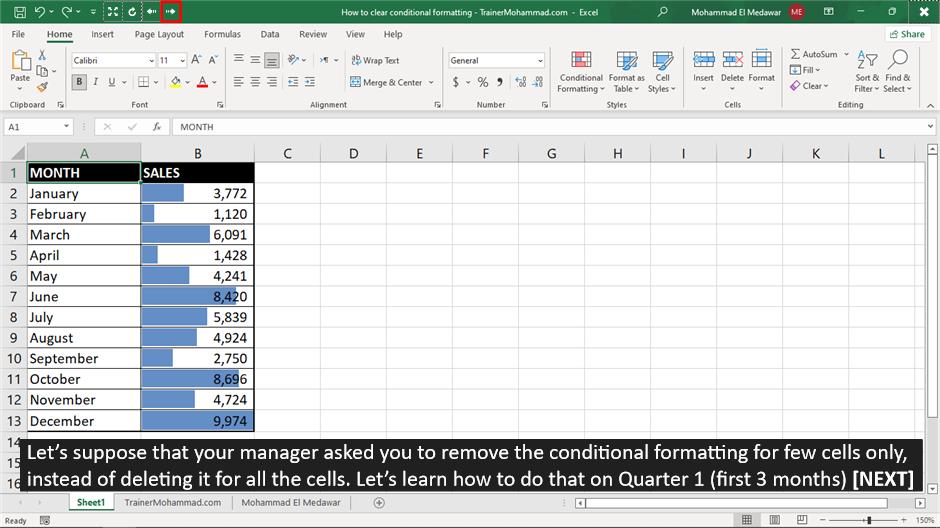 How to clear conditional formatting - TrainerMohammad.com - Excel
Mohammad El Medawar
ME
File Home Insert Page Layout Formulas Data Review View Help
Share
Paste
Clipboard
Calibri 11 A A
B I U A
Font
Wrap Text
Merge & Center
Alignment
General
$ % ,
Number
Conditional Formatting
Format as Table
Cell Styles
Styles
Insert Delete Format
Cells
AutoSum
Fill
Clear
Sort & Filter
Find & Select
Editing
A1 fx MONTH
A B C D E F G H I J K L
1 MONTH SALES
2 January 3,772
3 February 1,120
4 March 6,091
5 April 1,428
6 May 4,241
7 June 8,420
8 July 5,839
9 August 4,924
10 September 2,750
11 October 8,696
12 November 4,724
13 December 9,974
14
Let’s suppose that your manager asked you to remove the conditional formatting for few cells only,
15
instead of deleting it for all the cells. Let’s learn how to do that on Quarter 1 (first 3 months) [NEXT]
16
Sheet1 TrainerMohammad.com Mohammad El Medawar
Ready
150%